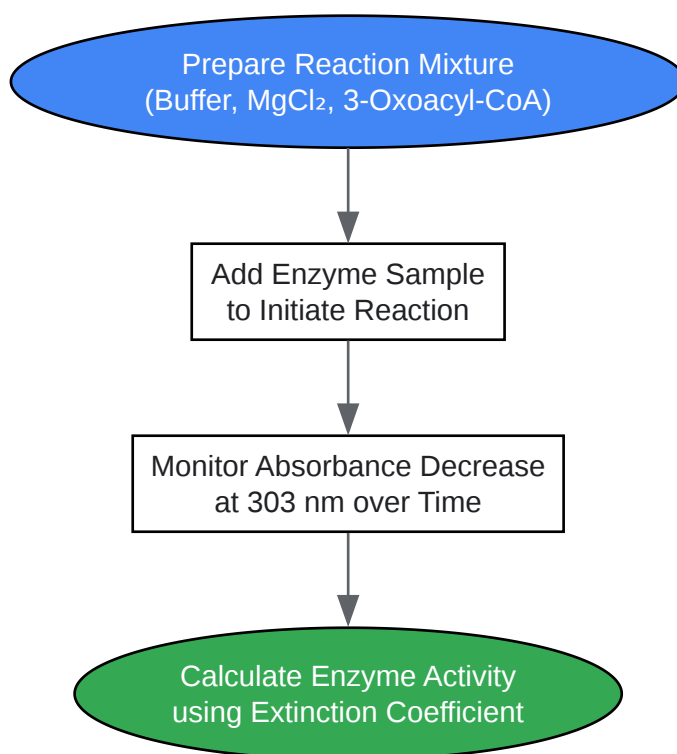 Prepare Reaction Mixture
(Buffer, MgCl₂, 3-Oxoacyl-CoA)
Add Enzyme Sample
to Initiate Reaction
Monitor Absorbance Decrease
at 303 nm over Time
Calculate Enzyme Activity
using Extinction Coefficient